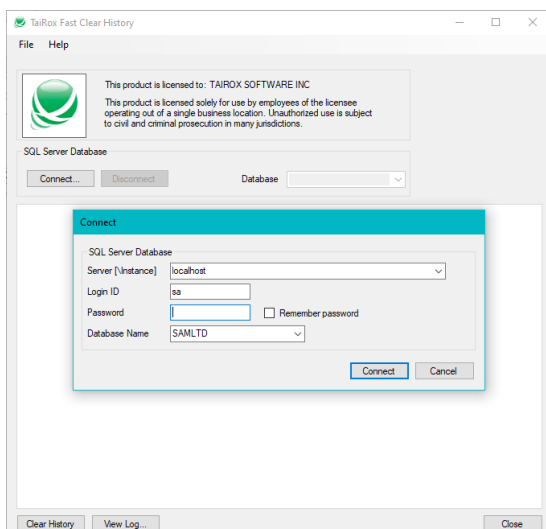 TaiRox Fast Clear History
File Help
This product is licensed to: TAIROX SOFTWARE INC
This product is licensed solely for use by employees of the licensee
operating out of a single business location. Unauthorized use is subject
to civil and criminal prosecution in many jurisdictions.
SQL Server Database
Connect... Disconnect Database
Connect
SQL Server Database
Server [\Instance] localhost
Login ID sa
Password Remember password
Database Name SAMLTD
Connect Cancel
Clear History View Log... Close